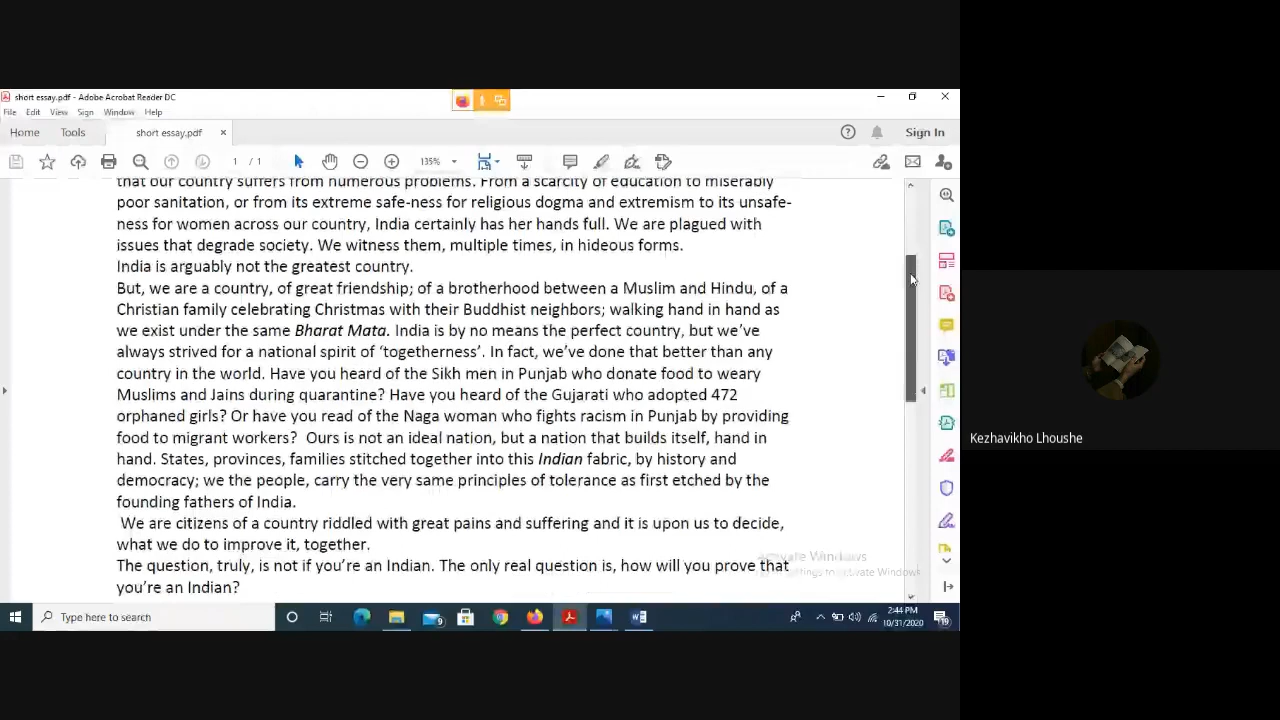 short essay.pdf - Adobe Acrobat Reader DC
File Edit View Sign Window Help
Home Tools short essay.pdf × Sign In
1 / 1 135%
that our country suffers from numerous problems. From a scarcity of education to miserably
poor sanitation, or from its extreme safe-ness for religious dogma and extremism to its unsafe-
ness for women across our country, India certainly has her hands full. We are plagued with
issues that degrade society. We witness them, multiple times, in hideous forms.
India is arguably not the greatest country.
But, we are a country, of great friendship; of a brotherhood between a Muslim and Hindu, of a
Christian family celebrating Christmas with their Buddhist neighbors; walking hand in hand as
we exist under the same Bharat Mata. India is by no means the perfect country, but we've
always strived for a national spirit of ‘togetherness’. In fact, we've done that better than any
country in the world. Have you heard of the Sikh men in Punjab who donate food to weary
Muslims and Jains during quarantine? Have you heard of the Gujarati who adopted 472
orphaned girls? Or have you read of the Naga woman who fights racism in Punjab by providing
food to migrant workers?  Ours is not an ideal nation, but a nation that builds itself, hand in
hand. States, provinces, families stitched together into this Indian fabric, by history and
democracy; we the people, carry the very same principles of tolerance as first etched by the
founding fathers of India.
We are citizens of a country riddled with great pains and suffering and it is upon us to decide,
what we do to improve it, together.
The question, truly, is not if you're an Indian. The only real question is, how will you prove that
you're an Indian?
Windows
to activate Windows
Type here to search
2:44 PM
10/31/2020
19
Kezhavikho Lhoushe